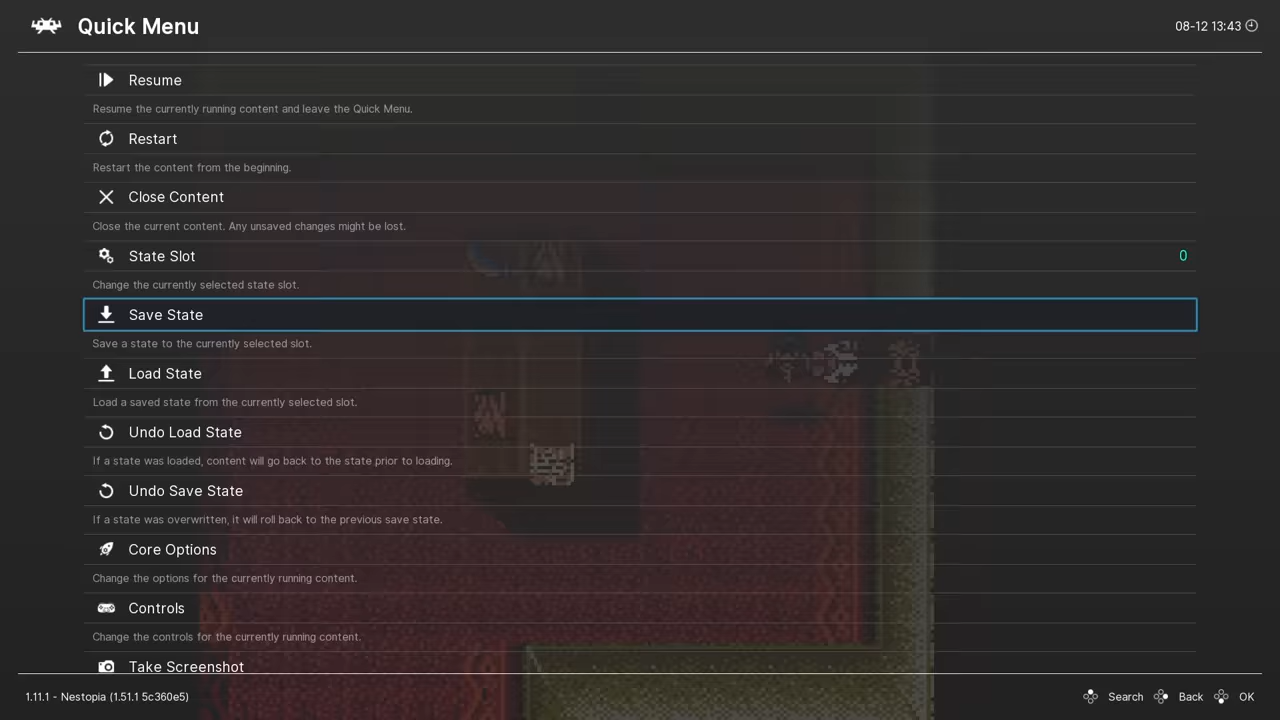 Quick Menu
08-12 13:43
Resume
Resume the currently running content and leave the Quick Menu.
Restart
Restart the content from the beginning.
Close Content
Close the current content. Any unsaved changes might be lost.
State Slot 0
Change the currently selected state slot.
Save State
Save a state to the currently selected slot.
Load State
Load a saved state from the currently selected slot.
Undo Load State
If a state was loaded, content will go back to the state prior to loading.
Undo Save State
If a state was overwritten, it will roll back to the previous save state.
Core Options
Change the options for the currently running content.
Controls
Change the controls for the currently running content.
Take Screenshot
1.11.1 - Nestopia (1.51.1 5c360e5)
Search Back OK